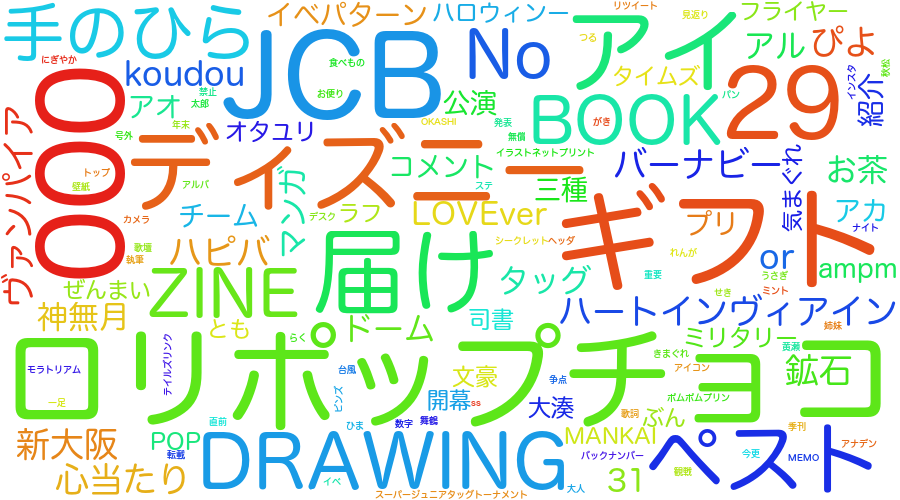 手のひら
イベパターン
ハロウィンー
リツイート
見返り
フライヤー
にぎやか
koudou
JCB
No
つる
アイ
アル
ぴよ
食べもの
タイムズ
秋松
000
禁止
太郎
お便り
公演
BOOK
29
インスタ
紹介
アオ
年末
号外
オタユリ
OKASHI
発表
無償
がき
パン
ヴァンパイア
トップ
壁紙
ディズニー
アルパ
マンガ
コメント
イラストネットプリント
ステ
三種
バーナビー
気まぐれ
お茶
カメラ
チーム
デスク
ラフ
LOVEver
ギフト
プリ
アカ
ナイト
歌壇
執筆
ハピバ
届け
シークレット
ヘッダ
れんが
or
ampm
ぜんまい
ZINE
タッグ
重要
うさぎ
ミント
せき
神無月
とも
らく
ドーム
司書
ハートインヴィアイン
姉妹
ミリタリー
ロリポップチョコ
モラトリアム
テイルズリンク
台風
文豪
争点
きまぐれ
アイコン
黄瀬
鉱石
一足
ピンズ
開幕
ss
大湊
ポムポムプリン
新大阪
POP
転載
直前
ひま
数字
舞鶴
歌詞
ぶん
季刊
心当たり
DRAWING
MANKAI
バックナンバー
31
ペスト
観戦
今更
MEMO
アナデン
イベ
大人
スーパージュニアタッグトーナメント